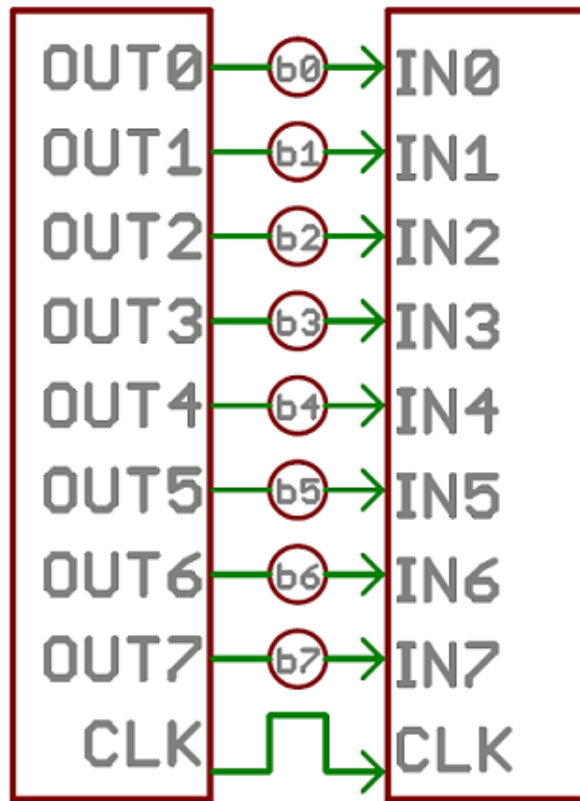 OUT0 b0 IN0
OUT1 b1 IN1
OUT2 b2 IN2
OUT3 b3 IN3
OUT4 b4 IN4
OUT5 b5 IN5
OUT6 b6 IN6
OUT7 b7 IN7
CLK CLK